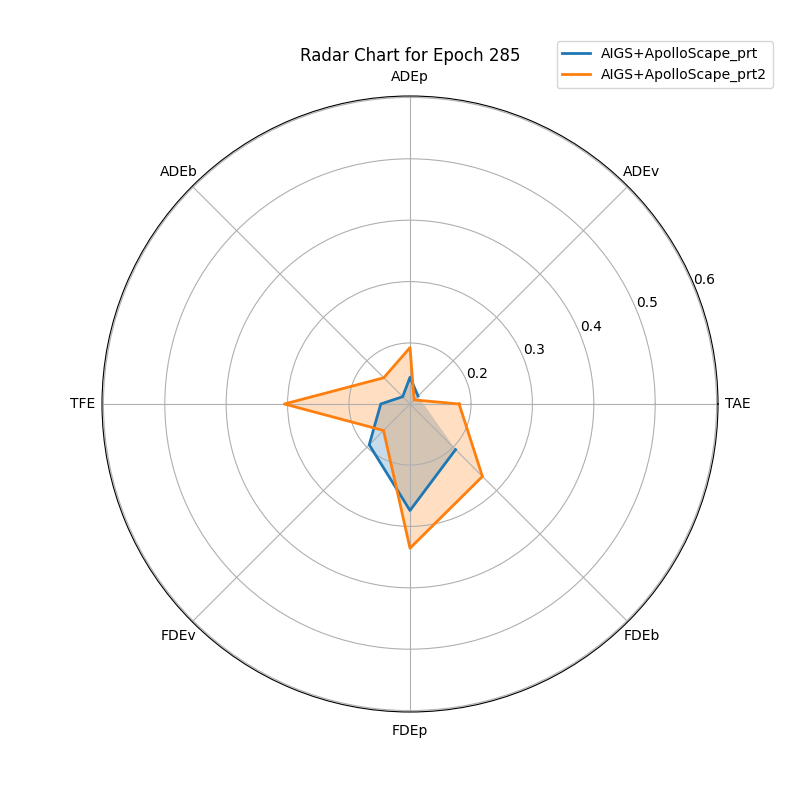 Radar Chart for Epoch 285
AIGS+ApolloScape_prt
AIGS+ApolloScape_prt2
ADEp
ADEb
ADEv
0.6
0.5
0.4
0.3
0.2
TFE
TAE
FDEv
FDEb
FDEp